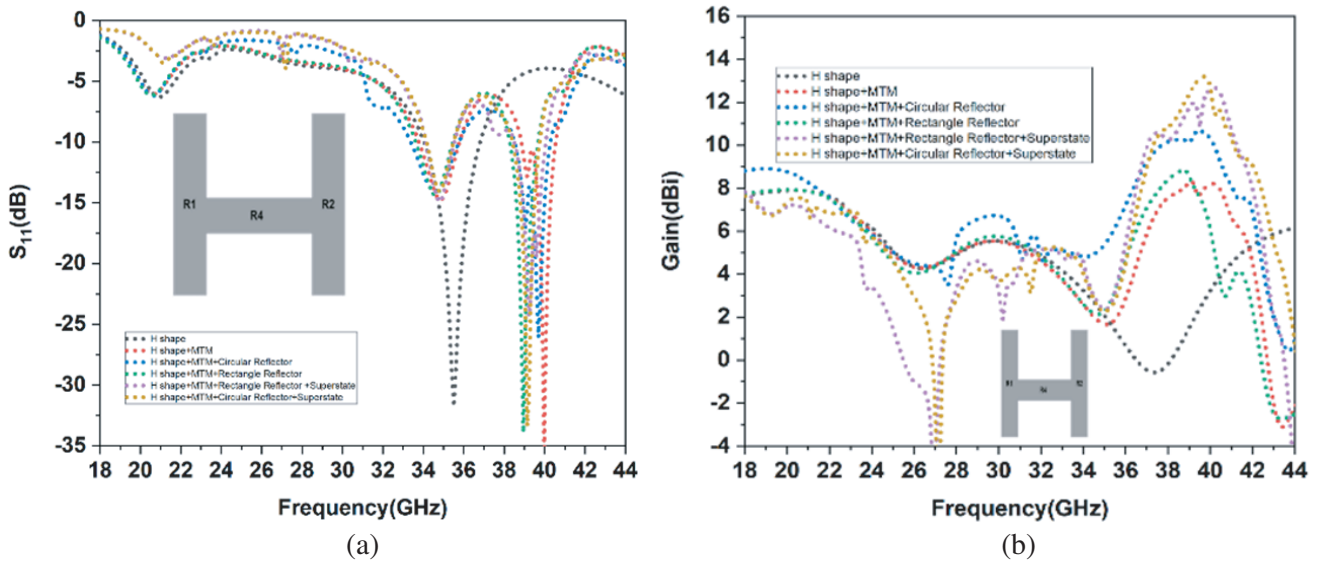 0
-5
-10
-15
-20
-25
-30
-35
S11(dB)
R1
R4
R2
H shape
H shape+MTM
H shape+MTM+Circular Reflector
H shape+MTM+Rectangle Reflector
H shape+MTM+Rectangle Reflector +Superstate
H shape+MTM+Circular Reflector+Superstate
18 20 22 24 26 28 30 32 34 36 38 40 42 44
Frequency(GHz)
(a)
16
14
12
10
8
6
4
2
0
-2
-4
Gain(dBi)
H shape
H shape+MTM
H shape+MTM+Circular Reflector
H shape+MTM+Rectangle Reflector
H shape+MTM+Rectangle Reflector+Superstate
H shape+MTM+Circular Reflector+Superstate
18 20 22 24 26 28 30 32 34 36 38 40 42 44
Frequency(GHz)
(b)